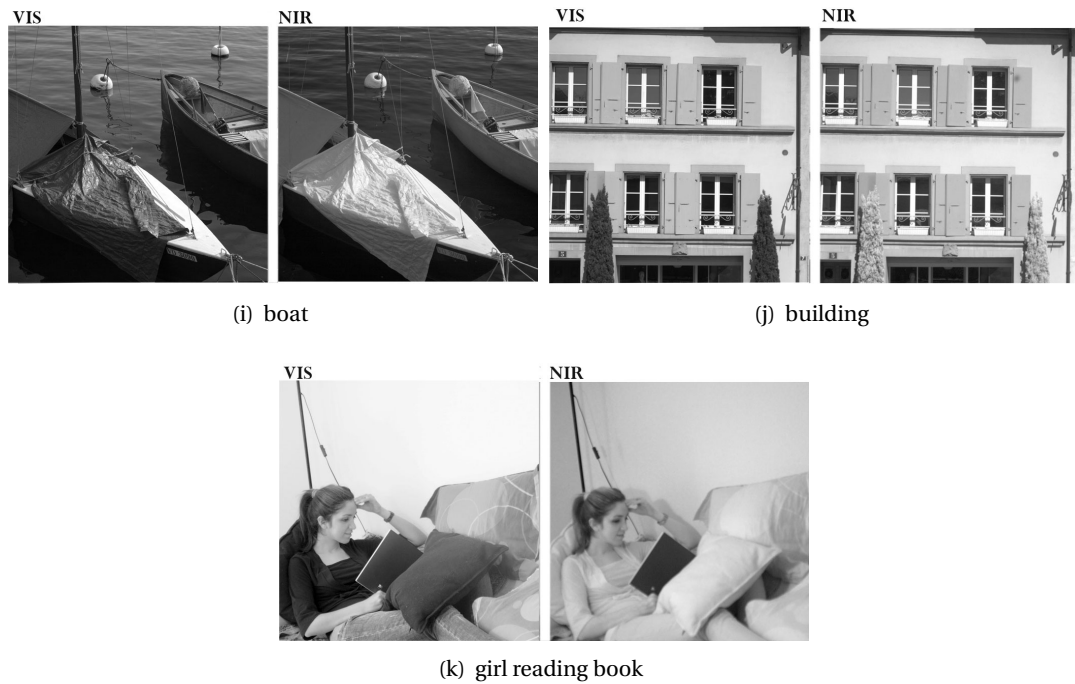 VIS
NIR
VIS
NIR
(i) boat
(j) building
VIS
NIR
(k) girl reading book